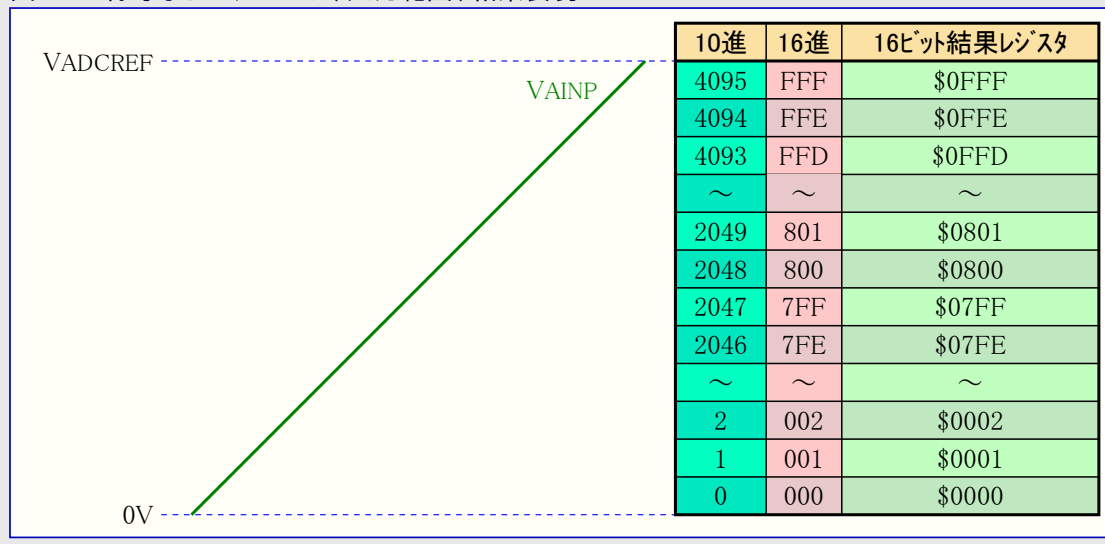 VADCREF
VAINP
0V
10進 16進 16ビット結果レジスタ
4095 FFF $0FFF
4094 FFE $0FFE
4093 FFD $0FFD
～ ～ ～
2049 801 $0801
2048 800 $0800
2047 7FF $07FF
2046 7FE $07FE
～ ～ ～
2 002 $0002
1 001 $0001
0 000 $0000